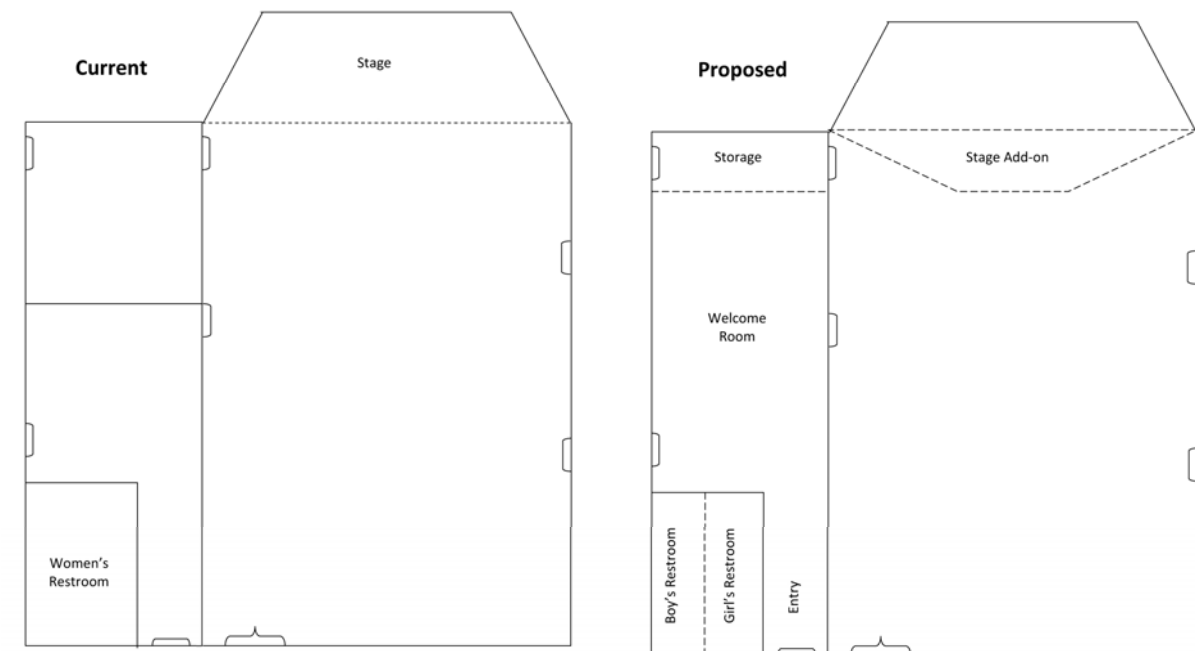 Current
Stage
Women's
Restroom
Proposed
Storage
Stage Add-on
Welcome
Room
Boy's Restroom
Girl's Restroom
Entry